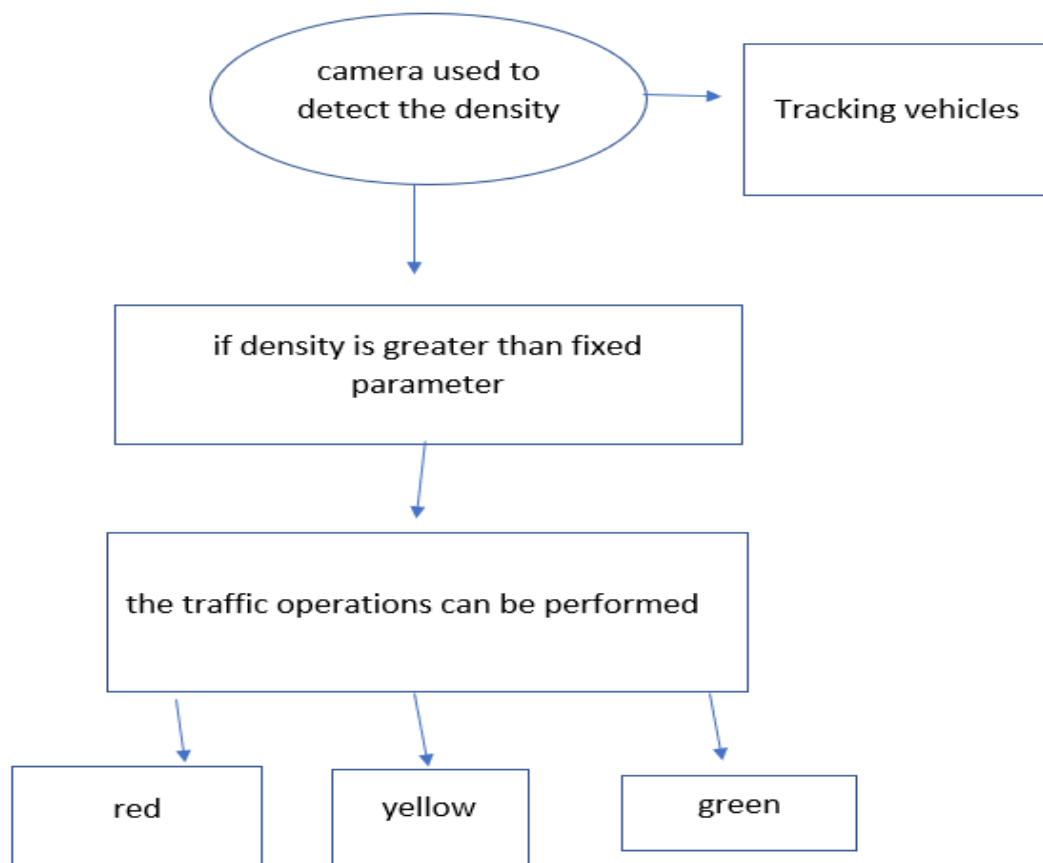 camera used to
detect the density
Tracking vehicles
if density is greater than fixed
parameter
the traffic operations can be performed
red
yellow
green